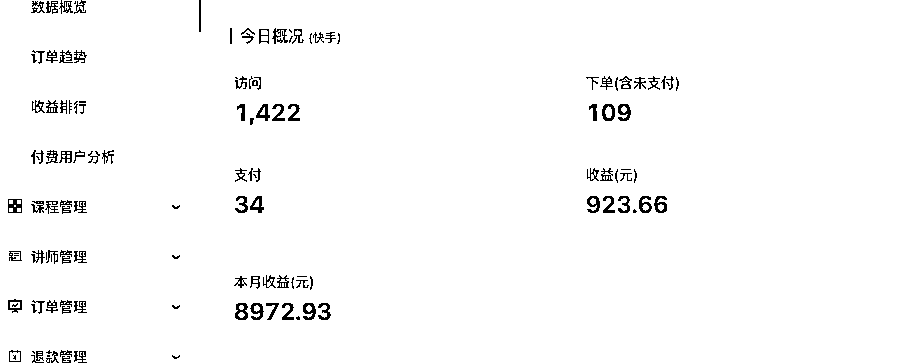 数据概览
订单趋势
收益排行
付费用户分析
课程管理
讲师管理
订单管理
退款管理
今日概况 (快手)
访问
1,422
下单(含未支付)
109
支付
34
收益(元)
923.66
本月收益(元)
8972.93